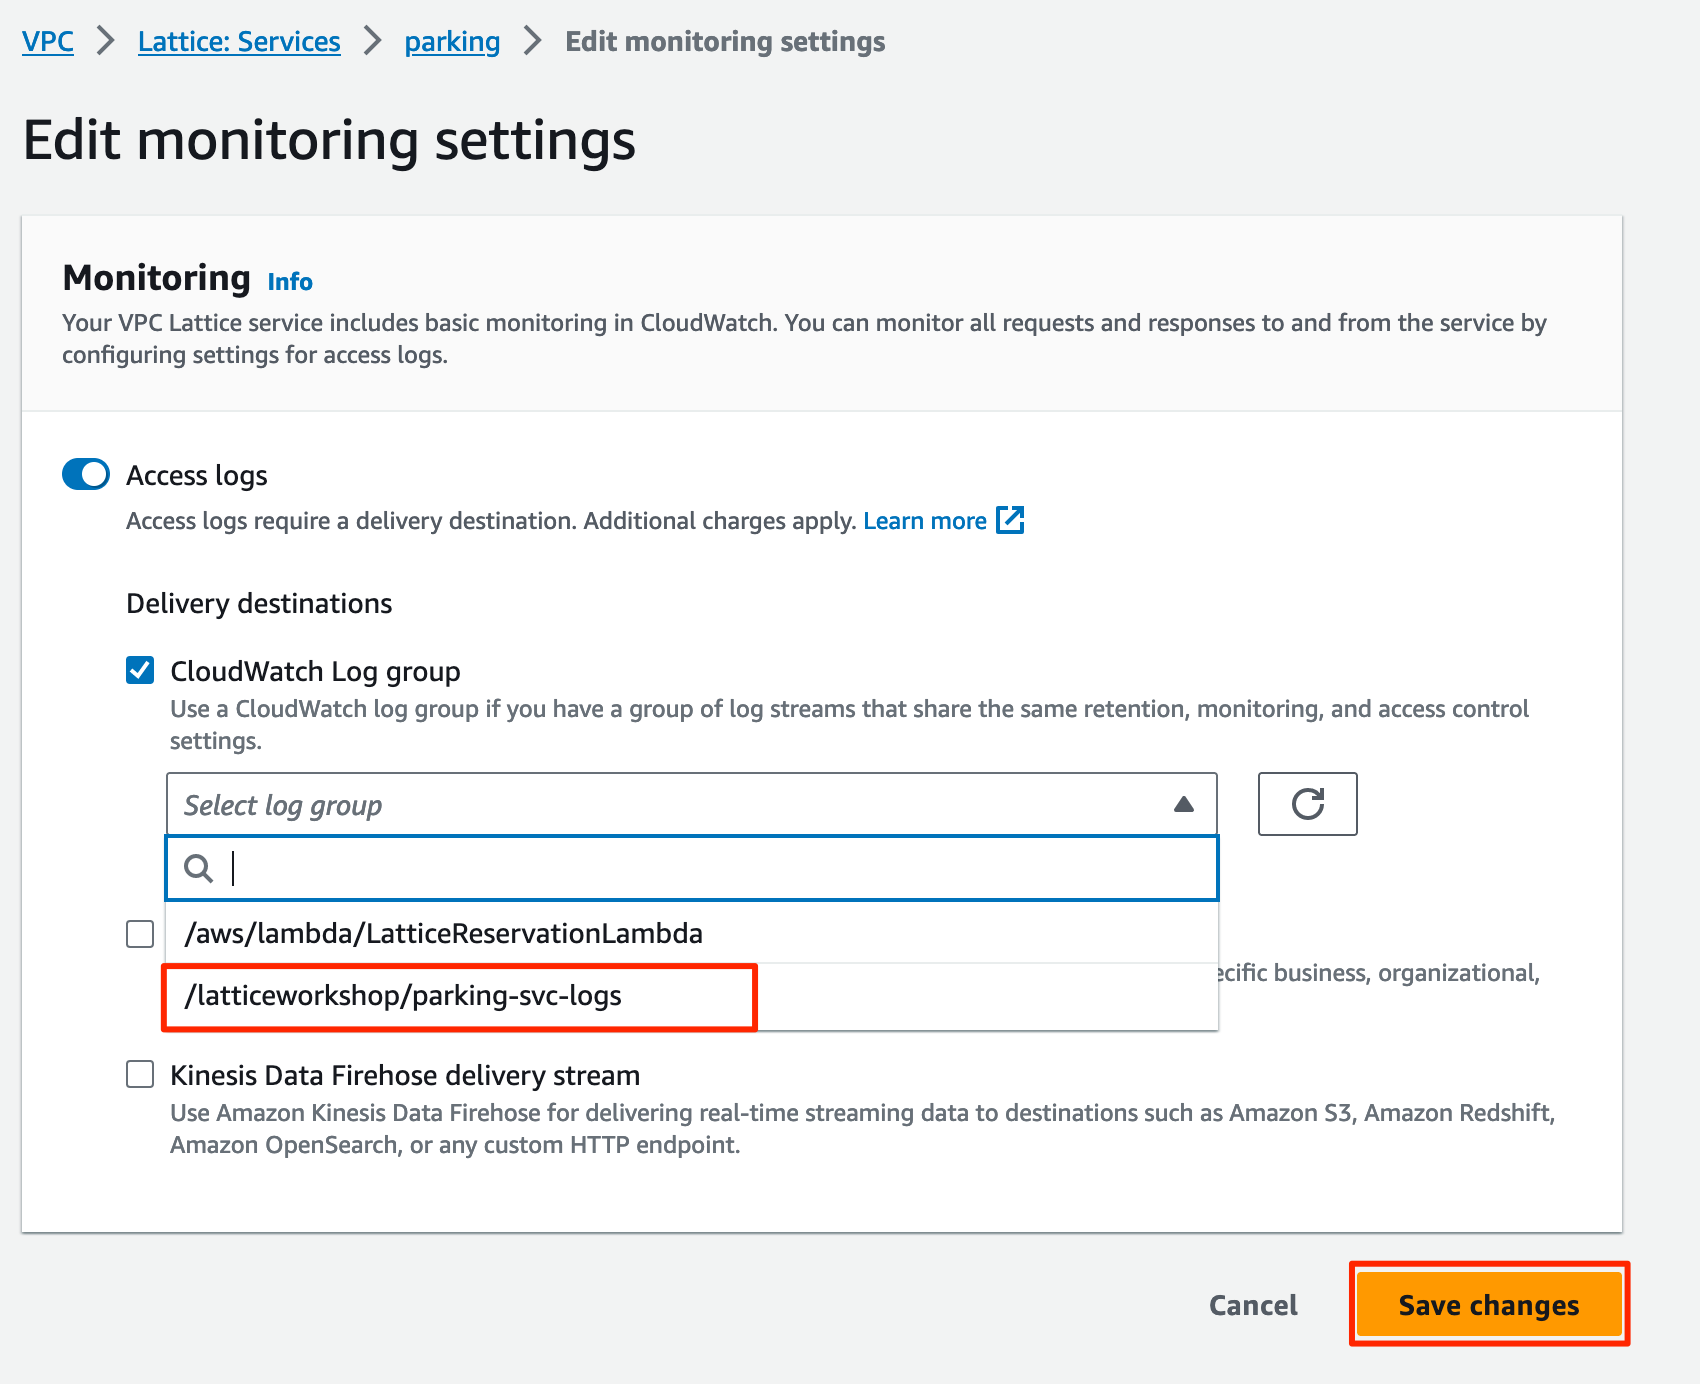 VPC > Lattice: Services > parking > Edit monitoring settings
Edit monitoring settings
Monitoring Info
Your VPC Lattice service includes basic monitoring in CloudWatch. You can monitor all requests and responses to and from the service by
configuring settings for access logs.
Access logs
Access logs require a delivery destination. Additional charges apply. Learn more
Delivery destinations
CloudWatch Log group
Use a CloudWatch log group if you have a group of log streams that share the same retention, monitoring, and access control
settings.
Select log group
/aws/lambda/LatticeReservationLambda
business, organizational,
/latticeworkshop/parking-svc-logs
Kinesis Data Firehose delivery stream
Use Amazon Kinesis Data Firehose for delivering real-time streaming data to destinations such as Amazon S3, Amazon Redshift,
Amazon OpenSearch, or any custom HTTP endpoint.
Cancel
Save changes